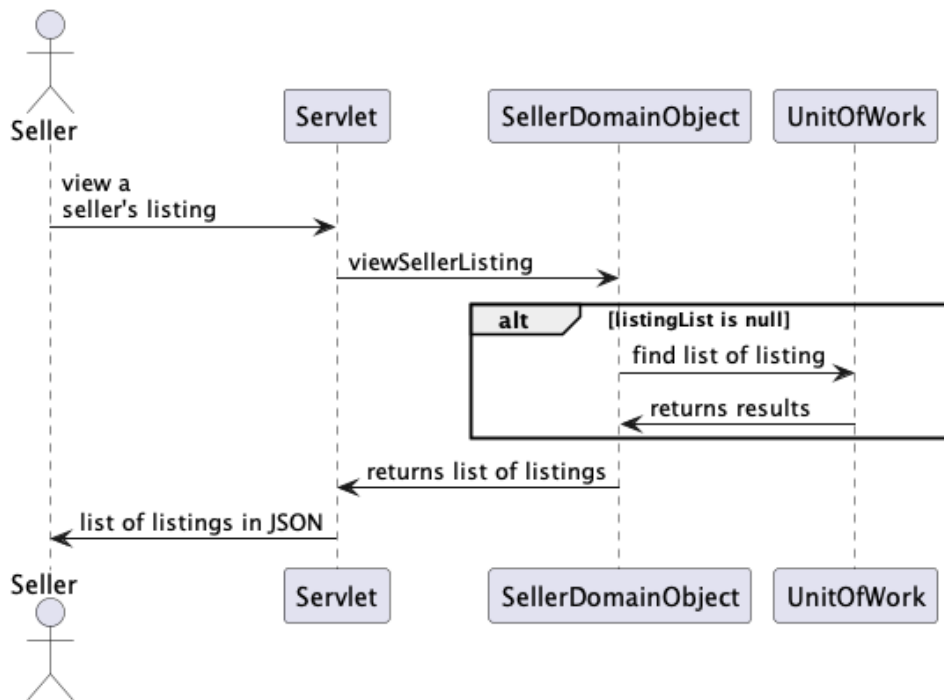 Seller
Servlet
SellerDomainObject
UnitOfWork
view a
seller's listing
viewSellerListing
alt
[listingList is null]
find list of listing
returns results
returns list of listings
list of listings in JSON
Seller
Servlet
SellerDomainObject
UnitOfWork